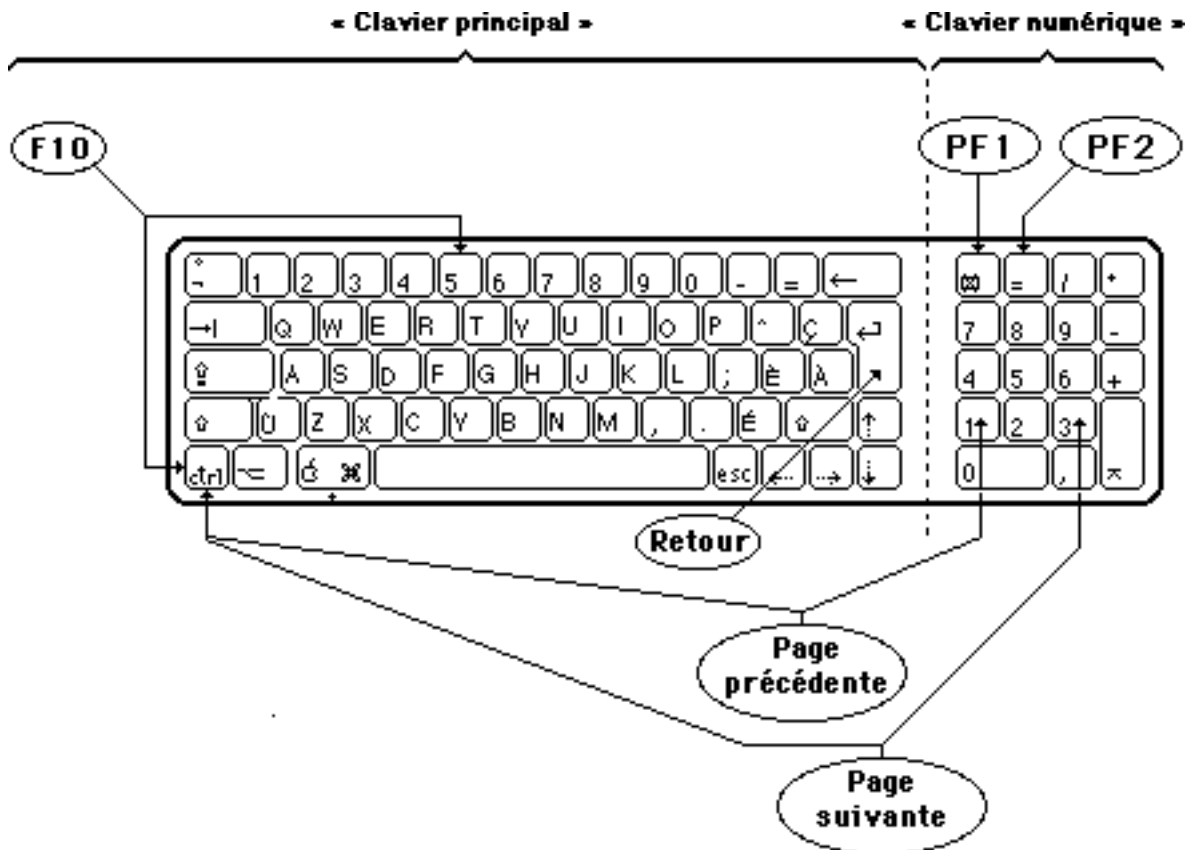 « Clavier principal »
« Clavier numérique »
F10
PF1
PF2
° ¬ 1 2 3 4 5 6 7 8 9 0 - = ←
= / *
→| Q W E R T Y U I O P ^ Ç ↵
7 8 9 -
A S D F G H J K L ; È À
4 5 6 +
Ù Z X C V B N M , . É ⇧ ↑
1 2 3
ctrl ⌥ ⌘ esc ← → ↓
0 , ⌅
Retour
Page
précédente
Page
suivante